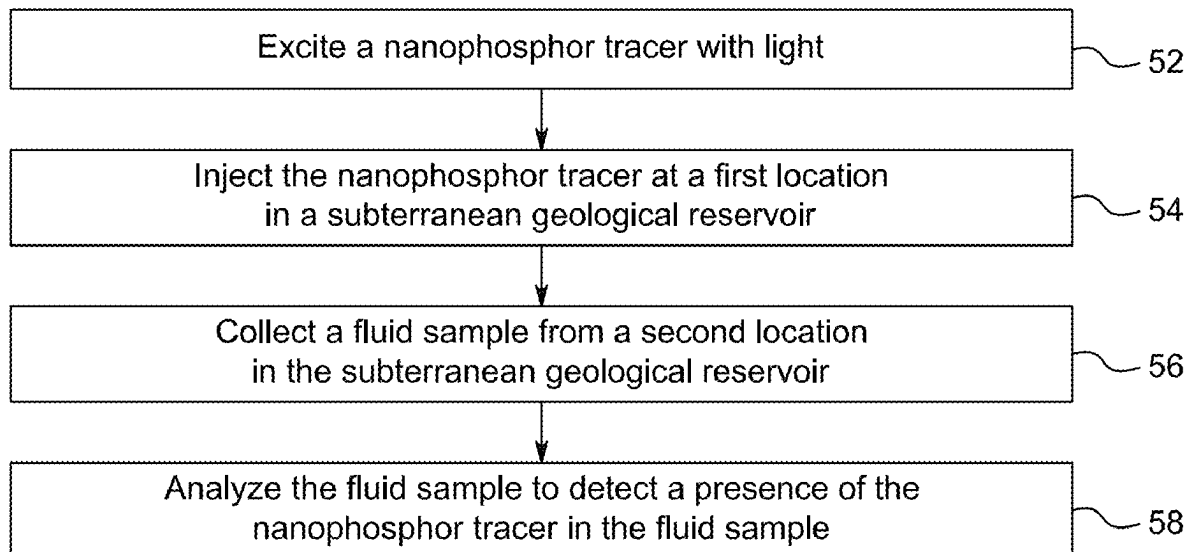 Excite a nanophosphor tracer with light
52
Inject the nanophosphor tracer at a first location
in a subterranean geological reservoir
54
Collect a fluid sample from a second location
in the subterranean geological reservoir
56
Analyze the fluid sample to detect a presence of the
nanophosphor tracer in the fluid sample
58